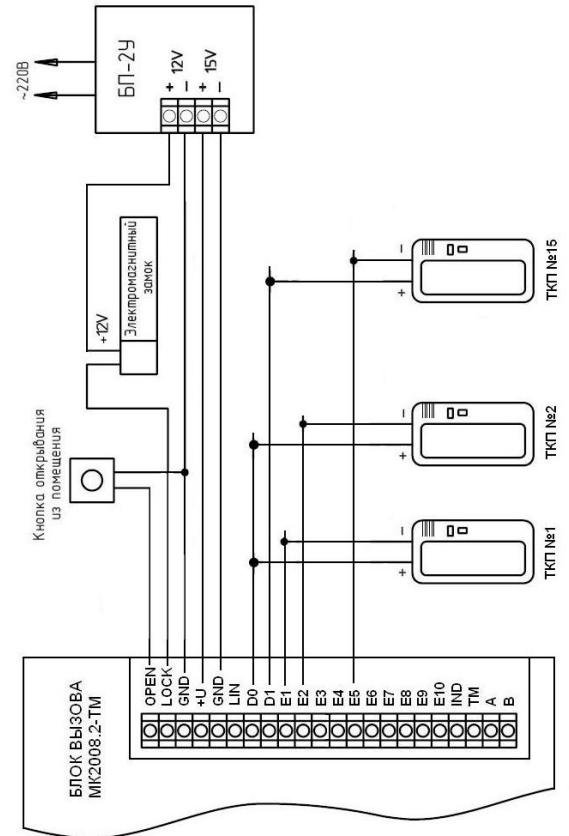 ~220В
БП-2У
+ 12V
−
+ 15V
−
+12V
Электромагнитный
замок
Кнопка открывания
из помещения
БЛОК ВЫЗОВА
МК2008.2-ТМ
OPEN
LOCK
GND
+U
GND
LIN
D0
D1
E1
E2
E3
E4
E5
E6
E7
E8
E9
E10
IND
TM
A
B
+ −
ТКП №1
+ −
ТКП №2
+ −
ТКП №15